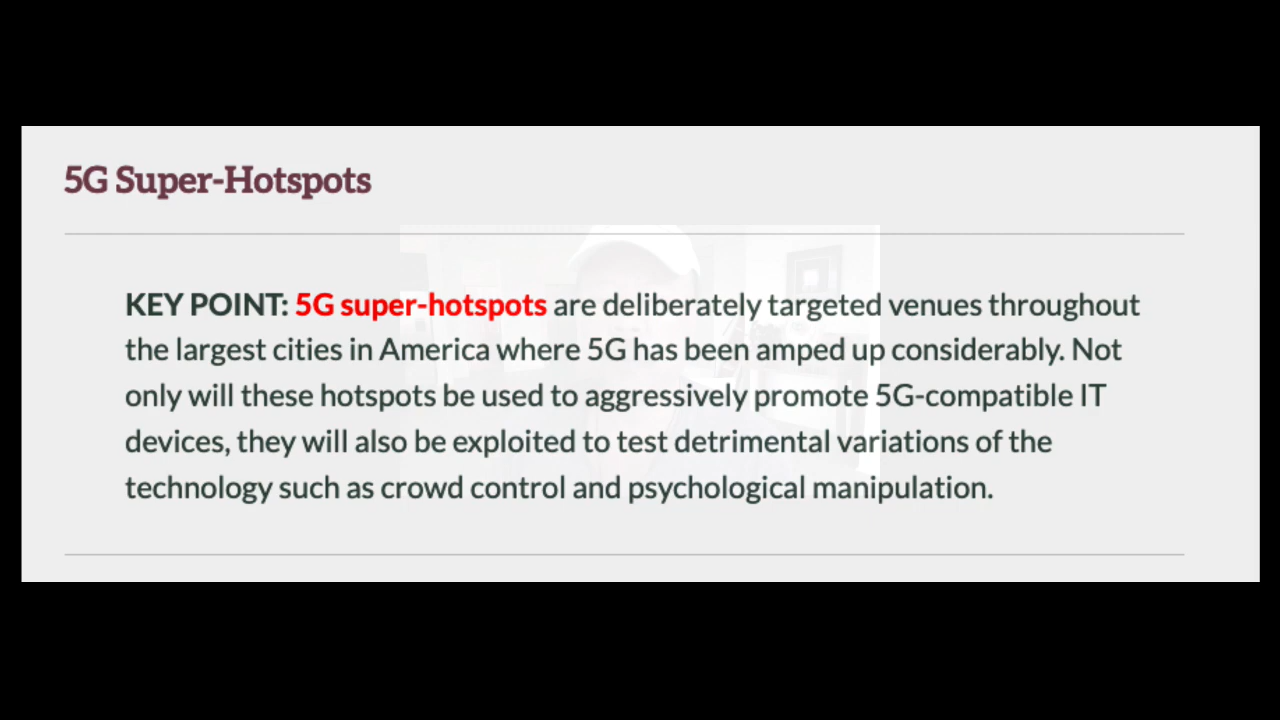 5G Super-Hotspots
KEY POINT: 5G super-hotspots are deliberately targeted venues throughout
the largest cities in America where 5G has been amped up considerably. Not
only will these hotspots be used to aggressively promote 5G-compatible IT
devices, they will also be exploited to test detrimental variations of the
technology such as crowd control and psychological manipulation.